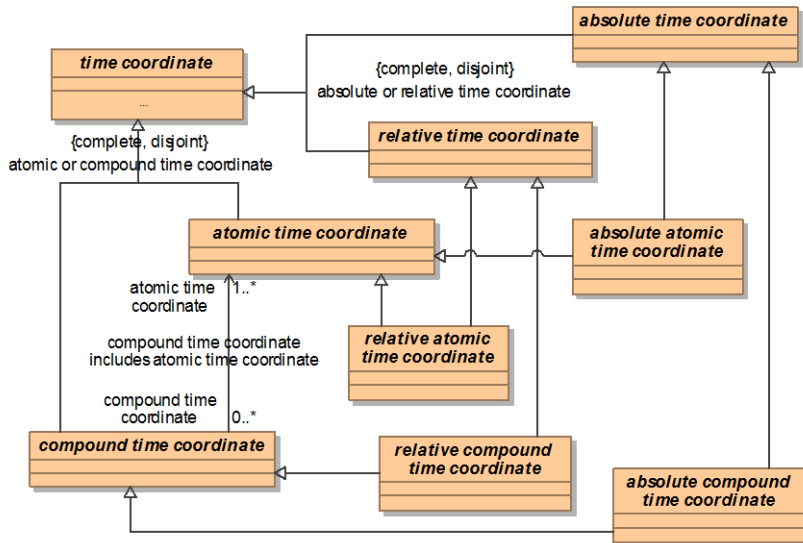 absolute time coordinate
time coordinate
...
{complete, disjoint}
absolute or relative time coordinate
relative time coordinate
{complete, disjoint}
atomic or compound time coordinate
atomic time coordinate
absolute atomic
time coordinate
atomic time
coordinate
1..*
relative atomic
time coordinate
compound time coordinate
includes atomic time coordinate
compound time
coordinate
0..*
compound time coordinate
relative compound
time coordinate
absolute compound
time coordinate